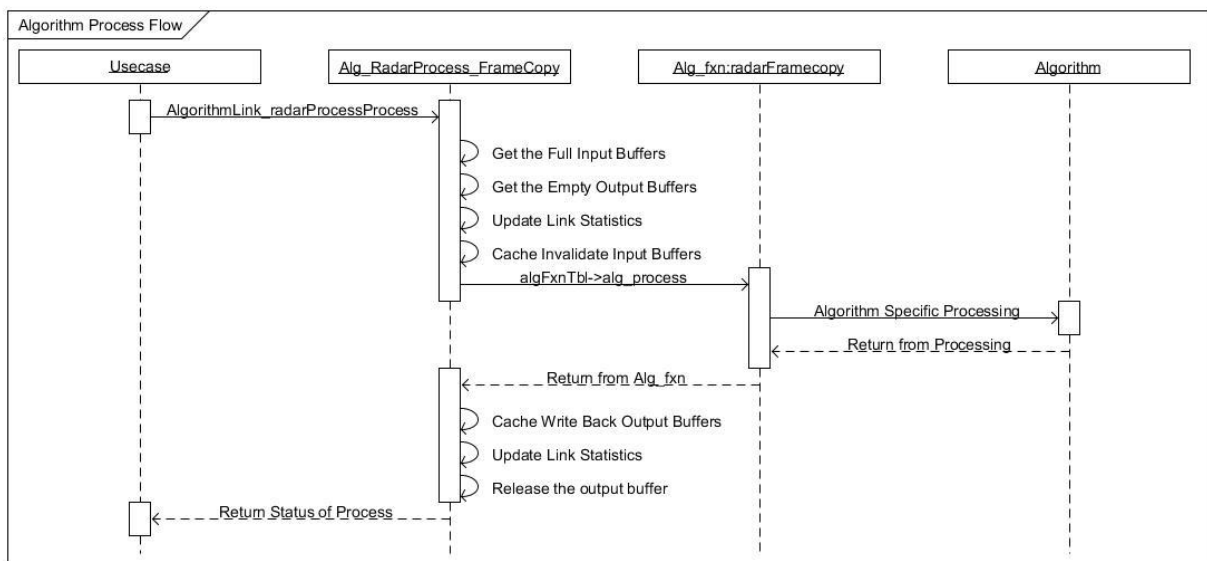 Algorithm Process Flow
Usecase
Alg_RadarProcess_FrameCopy
Alg_fxn:radarFramecopy
Algorithm
AlgorithmLink_radarProcessProcess
Get the Full Input Buffers
Get the Empty Output Buffers
Update Link Statistics
Cache Invalidate Input Buffers
algFxnTbl->alg_process
Algorithm Specific Processing
Return from Processing
Return from Alg_fxn
Cache Write Back Output Buffers
Update Link Statistics
Release the output buffer
Return Status of Process